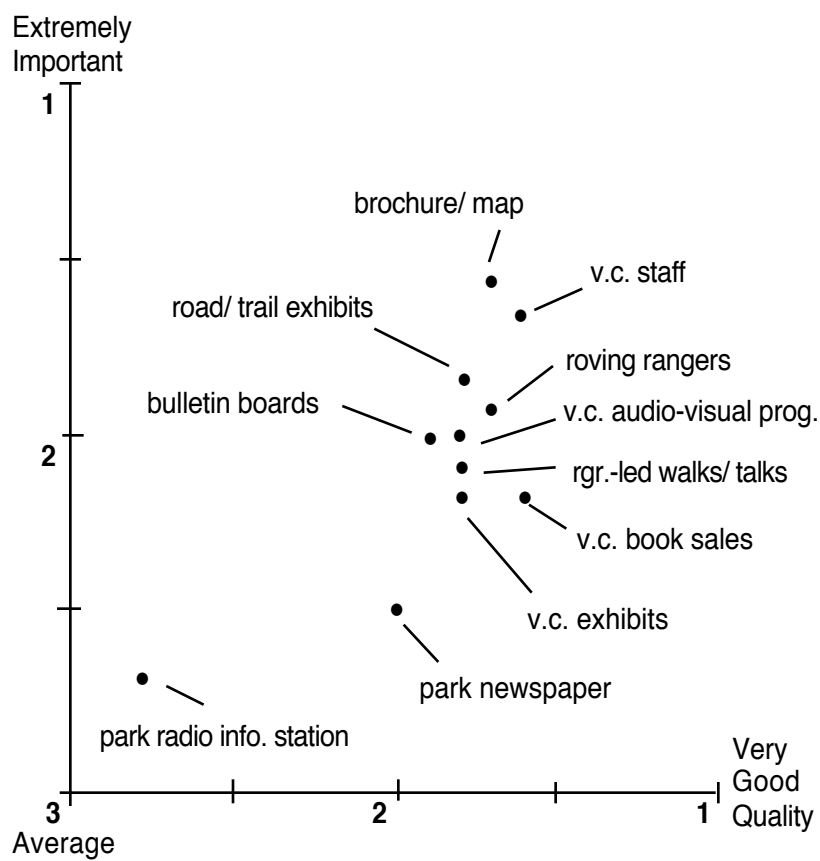 Extremely
Important
1
brochure/ map
v.c. staff
road/ trail exhibits
roving rangers
bulletin boards
v.c. audio-visual prog.
2
rgr.-led walks/ talks
v.c. book sales
v.c. exhibits
park newspaper
park radio info. station
3
2
1
Very
Good
Quality
Average